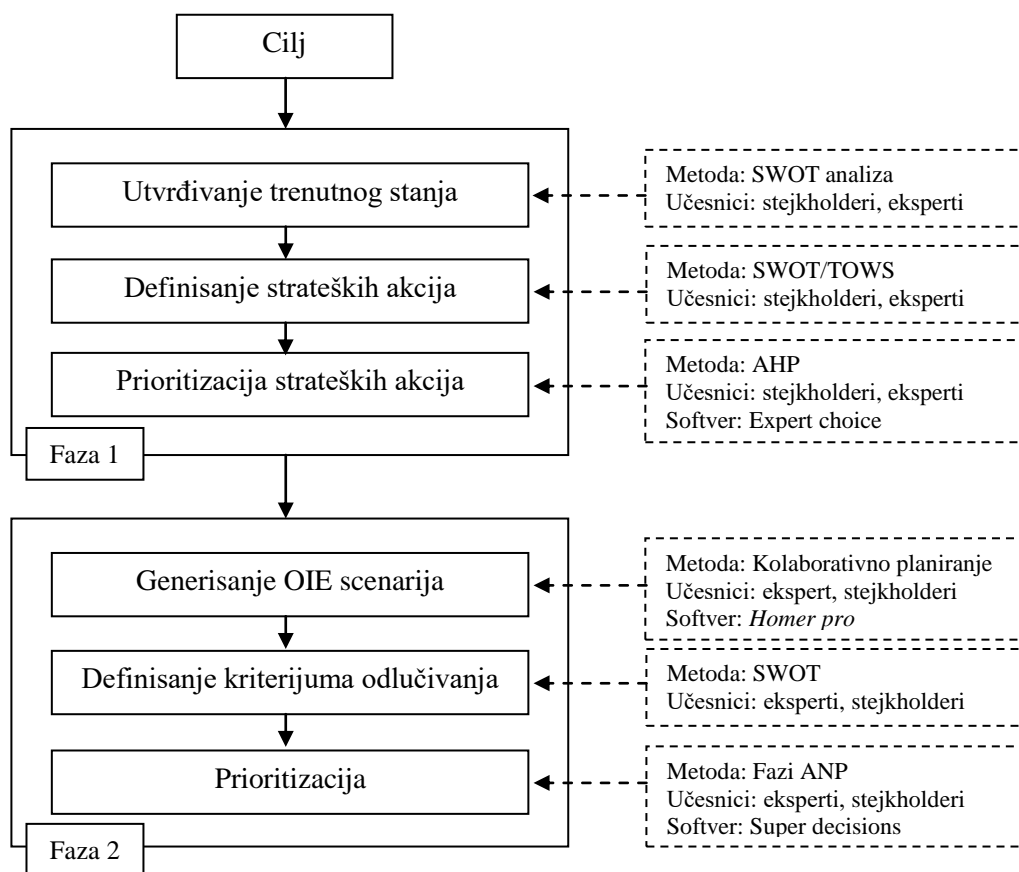 Cilj
Utvrđivanje trenutnog stanja
Metoda: SWOT analiza
Učesnici: stejkholderi, eksperti
Definisanje strateških akcija
Metoda: SWOT/TOWS
Učesnici: stejkholderi, eksperti
Prioritizacija strateških akcija
Metoda: AHP
Učesnici: stejkholderi, eksperti
Softver: Expert choice
Faza 1
Generisanje OIE scenarija
Metoda: Kolaborativno planiranje
Učesnici: ekspert, stejkholderi
Softver: Homer pro
Definisanje kriterijuma odlučivanja
Metoda: SWOT
Učesnici: eksperti, stejkholderi
Prioritizacija
Metoda: Fazi ANP
Učesnici: eksperti, stejkholderi
Softver: Super decisions
Faza 2